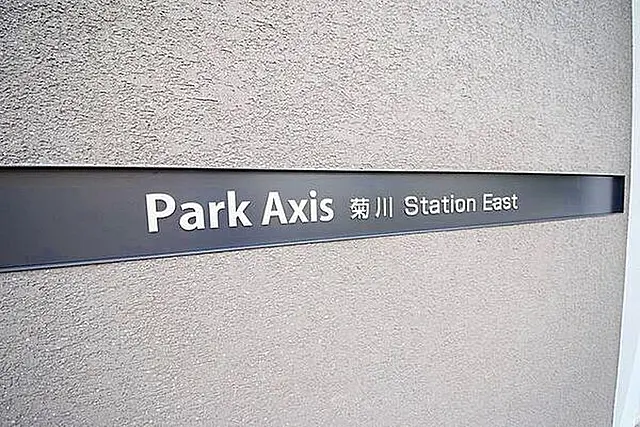 Park Axis 菊川 Station East